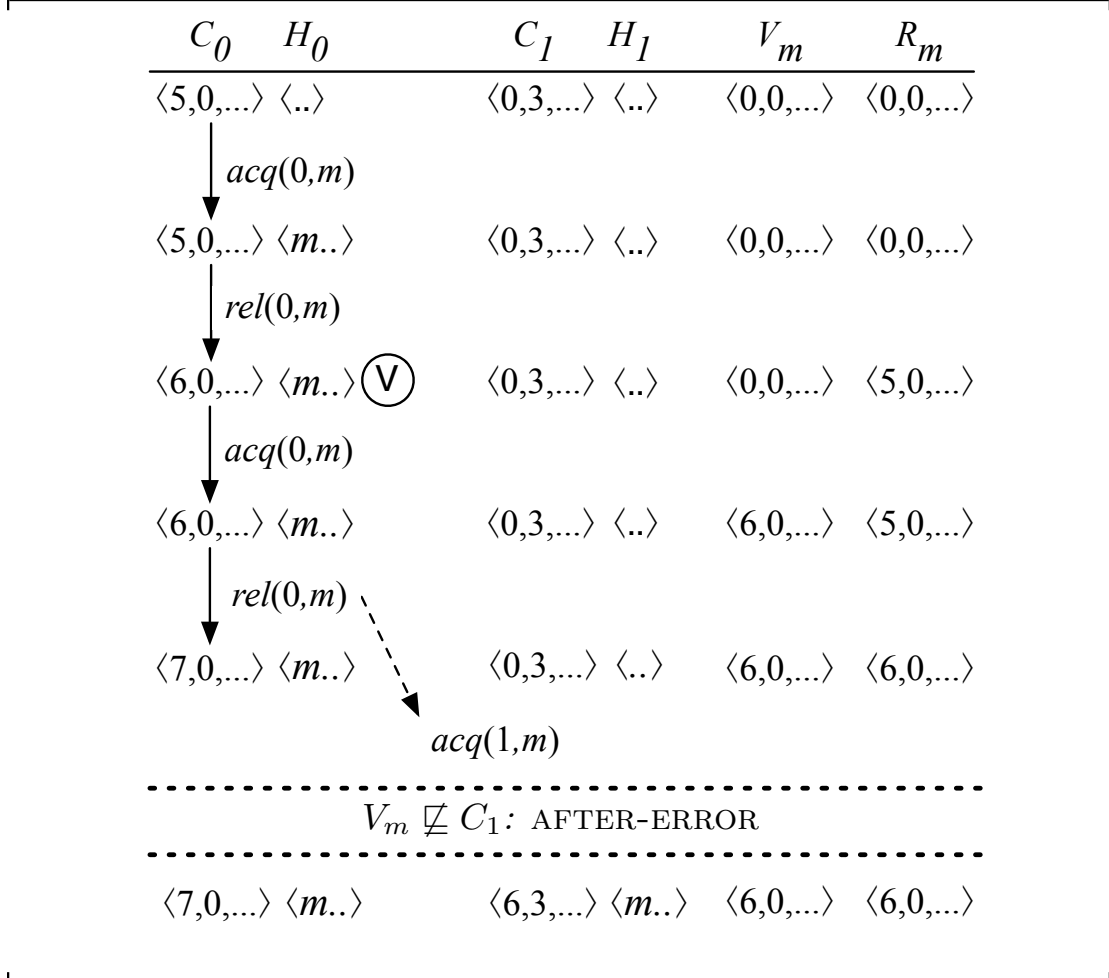 C0 H0 C1 H1 Vm Rm
⟨5,0,...⟩ ⟨..⟩ ⟨0,3,...⟩ ⟨..⟩ ⟨0,0,...⟩ ⟨0,0,...⟩
acq(0,m)
⟨5,0,...⟩ ⟨m..⟩ ⟨0,3,...⟩ ⟨..⟩ ⟨0,0,...⟩ ⟨0,0,...⟩
rel(0,m)
⟨6,0,...⟩ ⟨m..⟩ V ⟨0,3,...⟩ ⟨..⟩ ⟨0,0,...⟩ ⟨5,0,...⟩
acq(0,m)
⟨6,0,...⟩ ⟨m..⟩ ⟨0,3,...⟩ ⟨..⟩ ⟨6,0,...⟩ ⟨5,0,...⟩
rel(0,m)
⟨7,0,...⟩ ⟨m..⟩ ⟨0,3,...⟩ ⟨..⟩ ⟨6,0,...⟩ ⟨6,0,...⟩
acq(1,m)
Vm ⋢ C1: AFTER-ERROR
⟨7,0,...⟩ ⟨m..⟩ ⟨6,3,...⟩ ⟨m..⟩ ⟨6,0,...⟩ ⟨6,0,...⟩